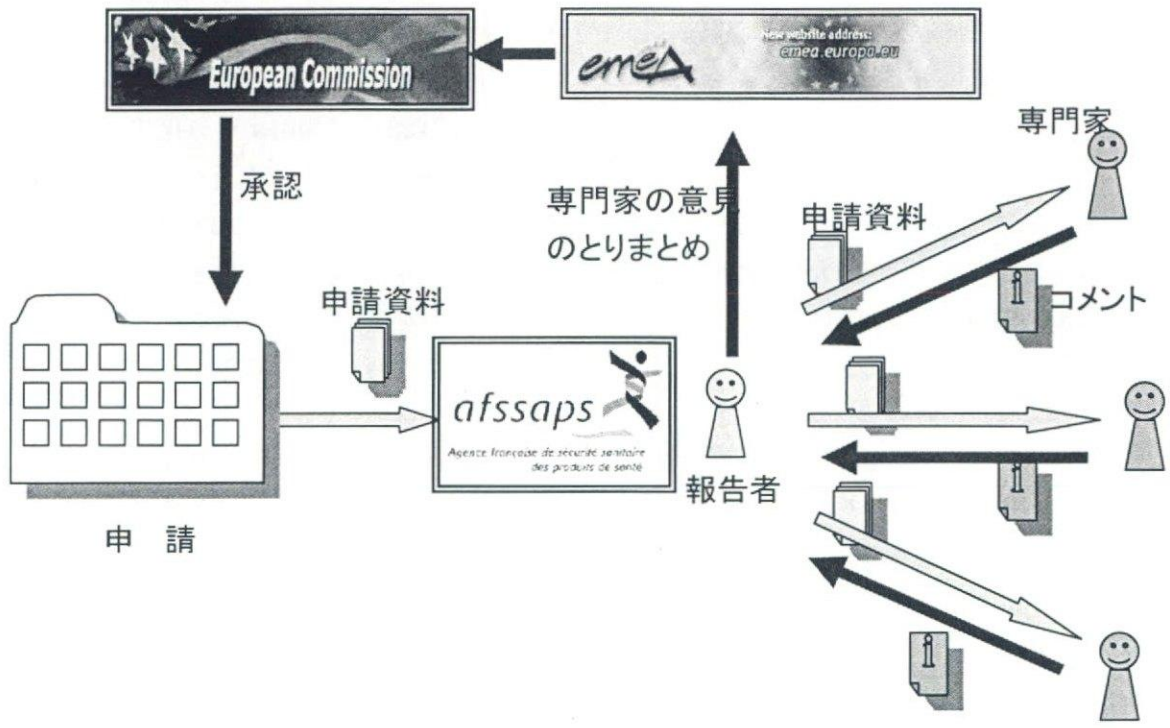 European Commission
emeA
New website address:
emea.europa.eu
専門家
承認
専門家の意見
のとりまとめ
申請資料
申請資料
i
コメント
afssaps
Agence française de sécurité sanitaire
des produits de santé
報告者
i
申 請
i